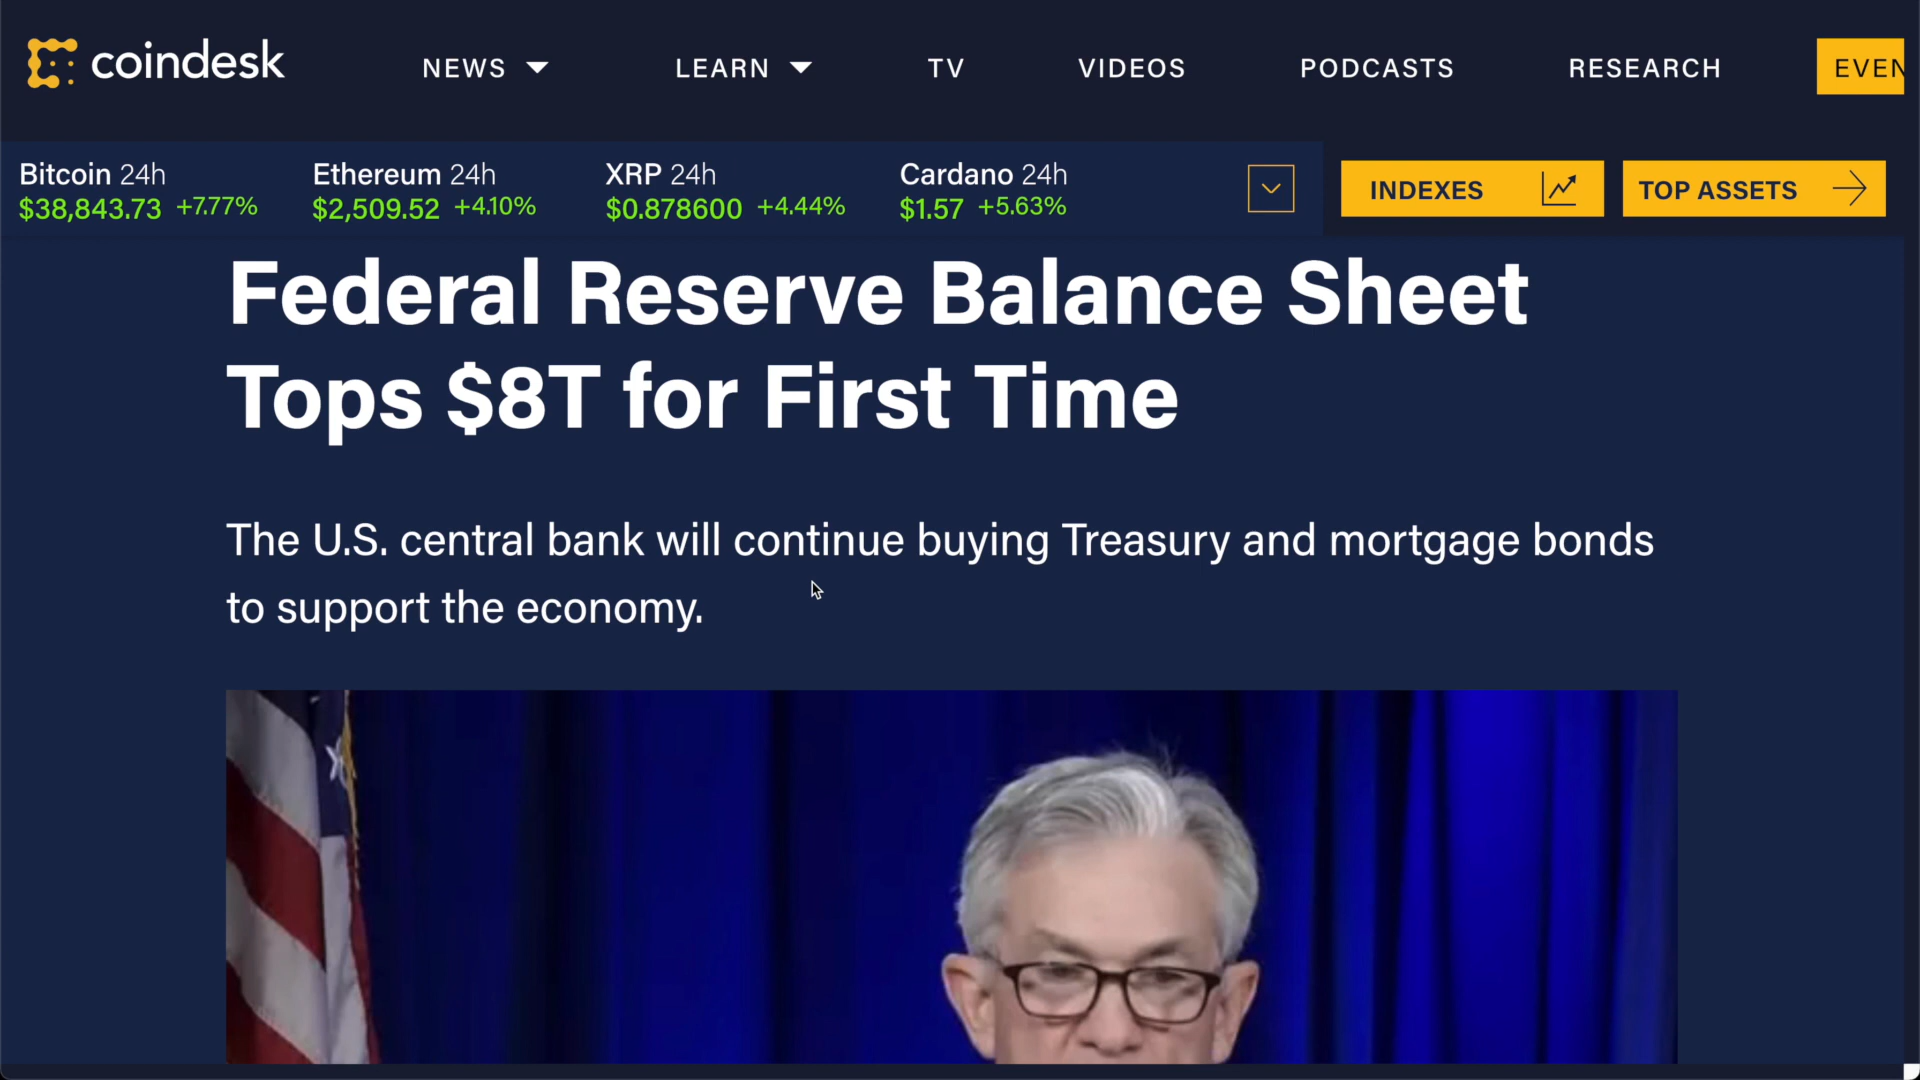 coindesk
NEWS
LEARN
TV
VIDEOS
PODCASTS
RESEARCH
EVEN
Bitcoin 24h
$38,843.73 +7.77%
Ethereum 24h
$2,509.52 +4.10%
XRP 24h
$0.878600 +4.44%
Cardano 24h
$1.57 +5.63%
INDEXES
TOP ASSETS
Federal Reserve Balance Sheet
Tops $8T for First Time
The U.S. central bank will continue buying Treasury and mortgage bonds
to support the economy.